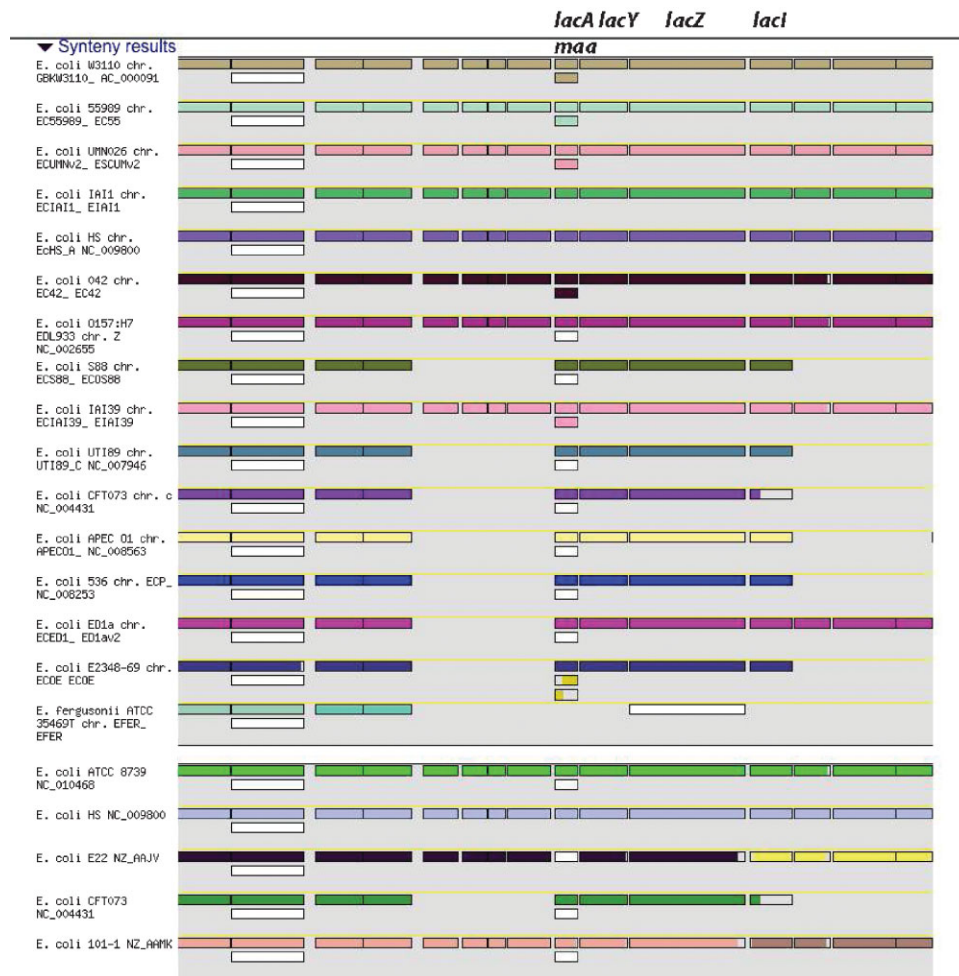 lacA lacY lacZ lacI
▼ Synteny results maa
E. coli W3110 chr.
GBKW3110_ AC_000091
E. coli 55989 chr.
EC55989_ EC55
E. coli UMN026 chr.
ECUMNv2_ ESCUMv2
E. coli IAI1 chr.
ECIAI1_ EIAI1
E. coli HS chr.
EcHS_A NC_009800
E. coli 042 chr.
EC42_ EC42
E. coli O157:H7
EDL933 chr. Z
NC_002655
E. coli S88 chr.
ECS88_ ECOS88
E. coli IAI39 chr.
ECIAI39_ EIAI39
E. coli UTI89 chr.
UTI89_C NC_007946
E. coli CFT073 chr. c
NC_004431
E. coli APEC O1 chr.
APECO1_ NC_008563
E. coli 536 chr. ECP_
NC_008253
E. coli ED1a chr.
ECED1_ ED1av2
E. coli E2348-69 chr.
ECOE ECOE
E. fergusonii ATCC
35469T chr. EFER_
EFER
E. coli ATCC 8739
NC_010468
E. coli HS NC_009800
E. coli E22 NZ_AAJV
E. coli CFT073
NC_004431
E. coli 101-1 NZ_AAMK